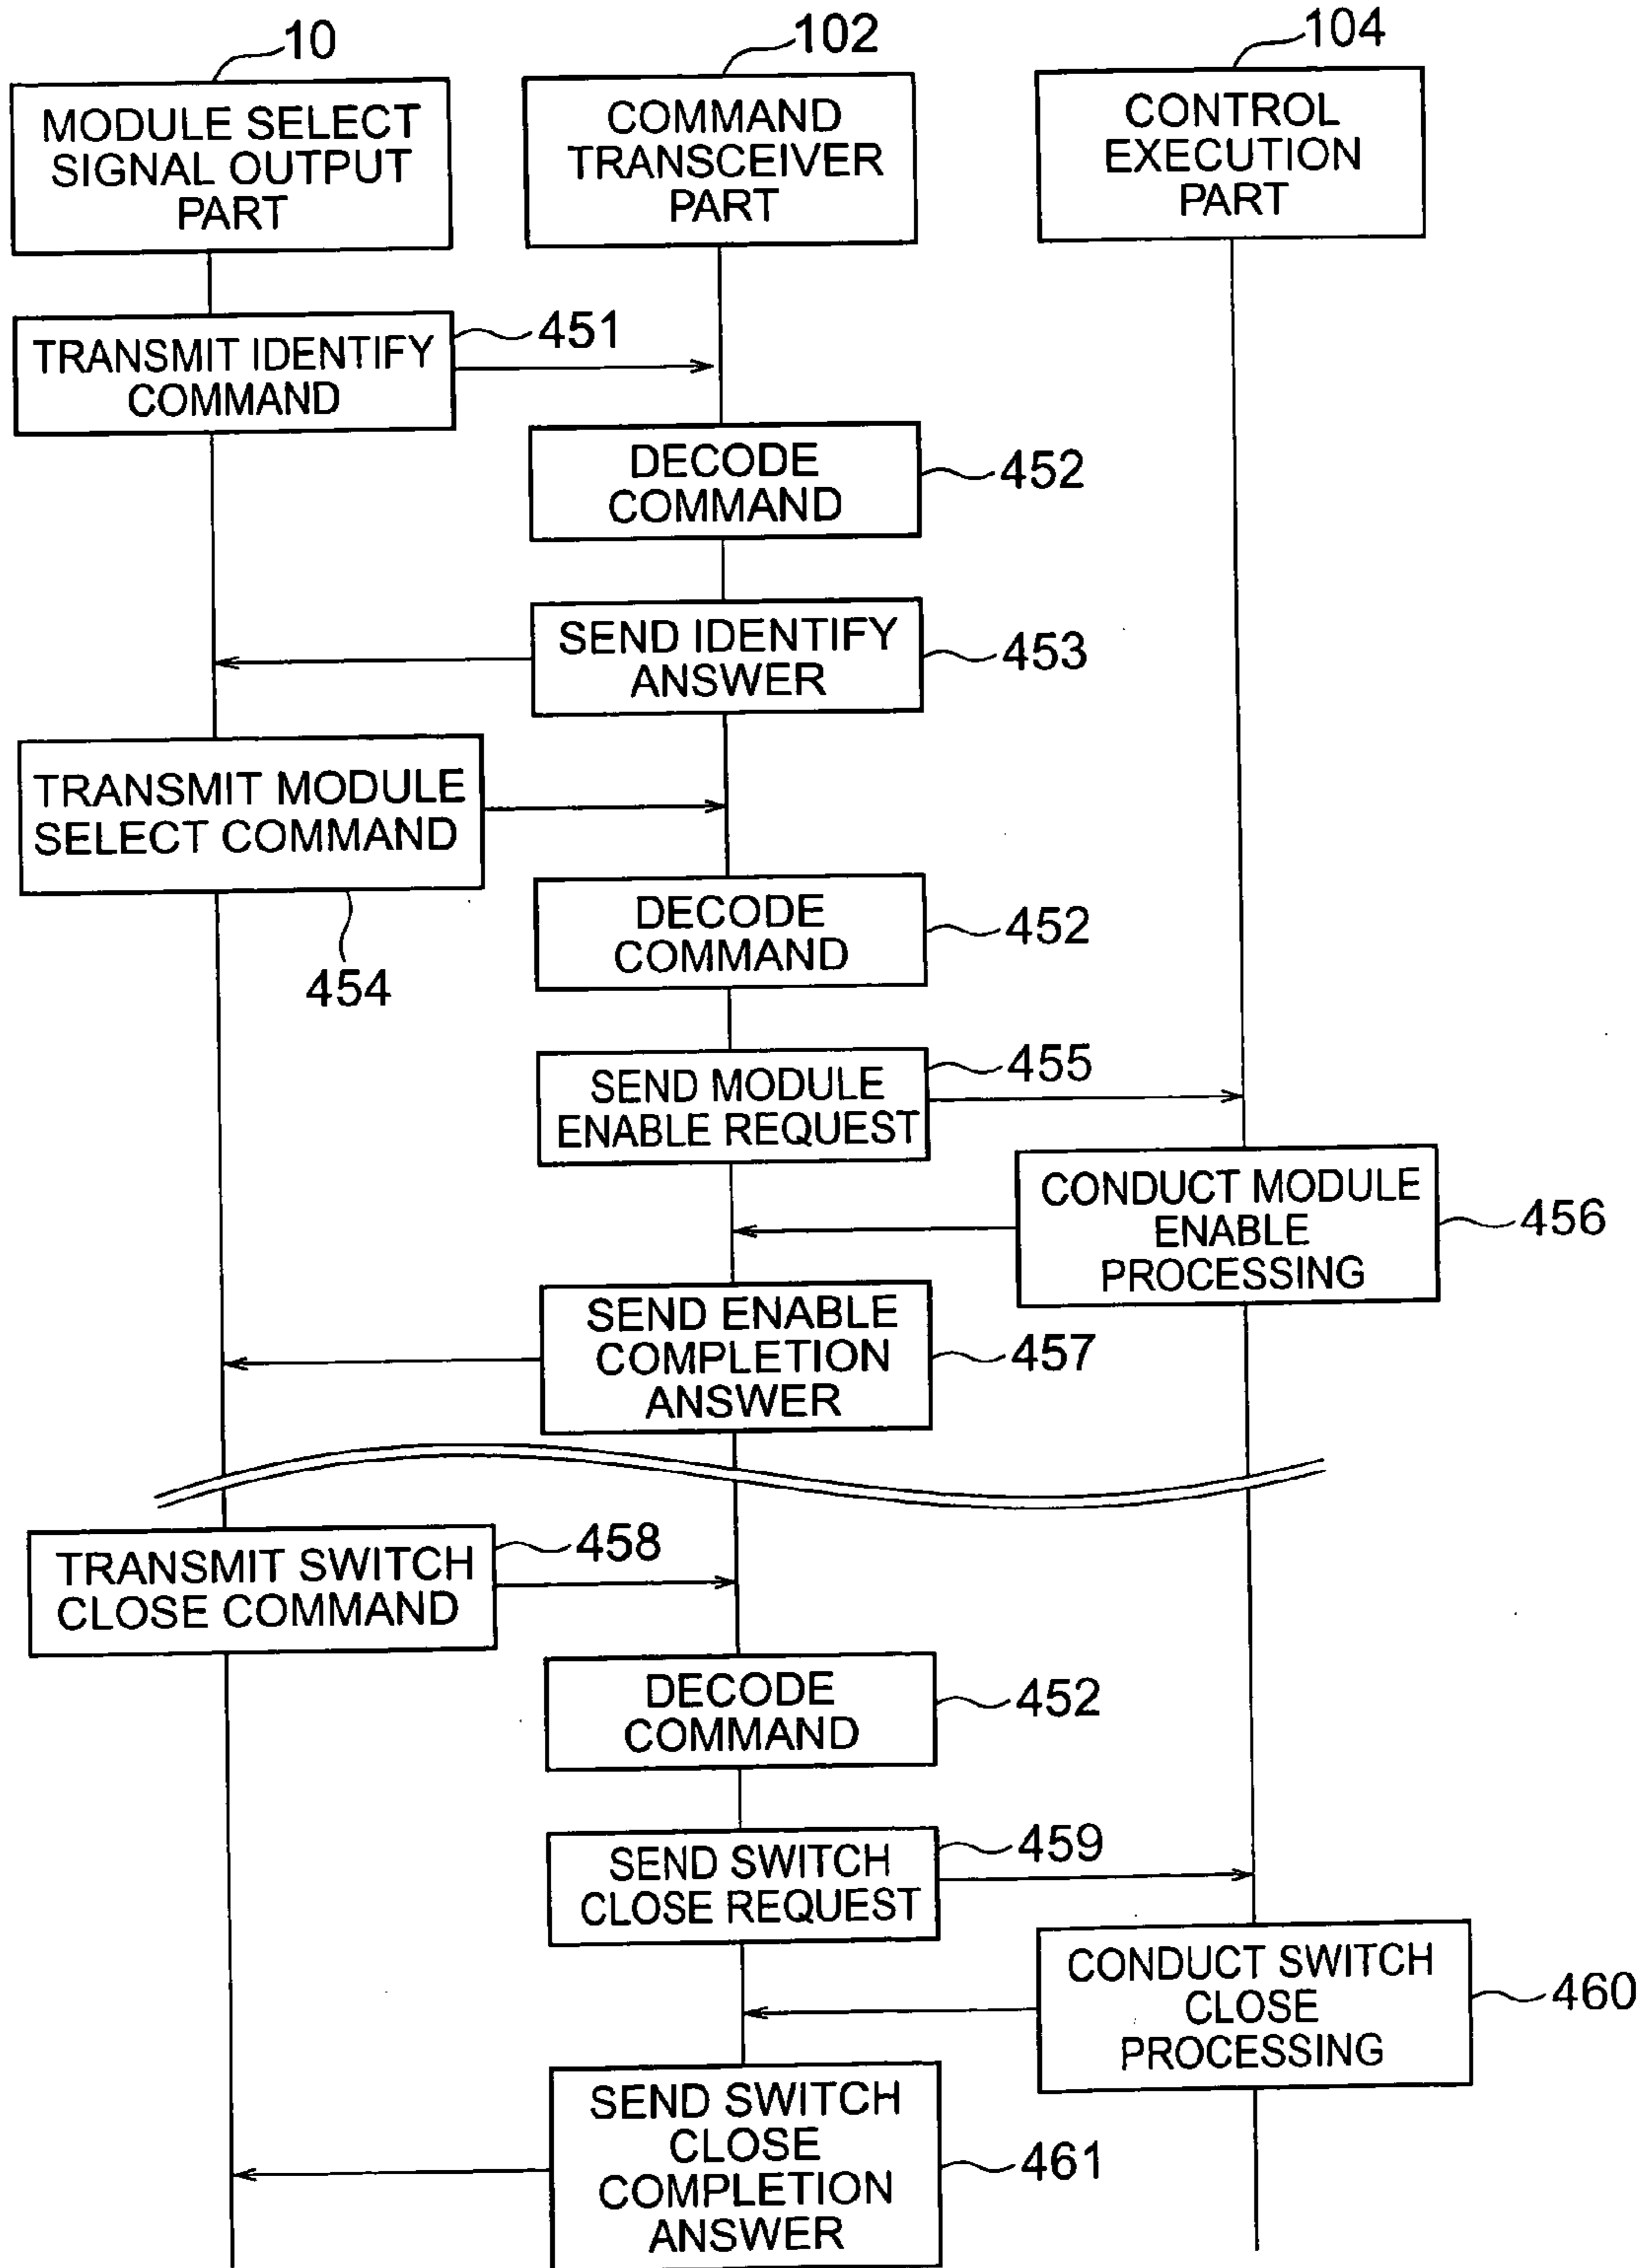 10
102
104
MODULE SELECT
SIGNAL OUTPUT
PART
COMMAND
TRANSCEIVER
PART
CONTROL
EXECUTION
PART
TRANSMIT IDENTIFY
COMMAND
451
DECODE
COMMAND
452
SEND IDENTIFY
ANSWER
453
TRANSMIT MODULE
SELECT COMMAND
454
DECODE
COMMAND
452
SEND MODULE
ENABLE REQUEST
455
CONDUCT MODULE
ENABLE
PROCESSING
456
SEND ENABLE
COMPLETION
ANSWER
457
TRANSMIT SWITCH
CLOSE COMMAND
458
DECODE
COMMAND
452
SEND SWITCH
CLOSE REQUEST
459
CONDUCT SWITCH
CLOSE
PROCESSING
460
SEND SWITCH
CLOSE
COMPLETION
ANSWER
461